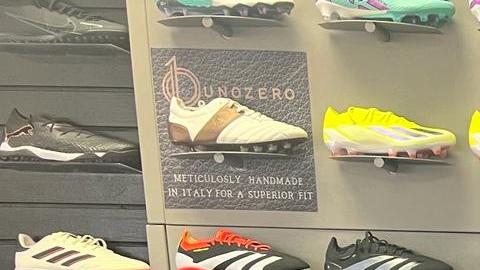 UNOZERO
METICULOSLY HANDMADE
IN ITALY FOR A SUPERIOR FIT